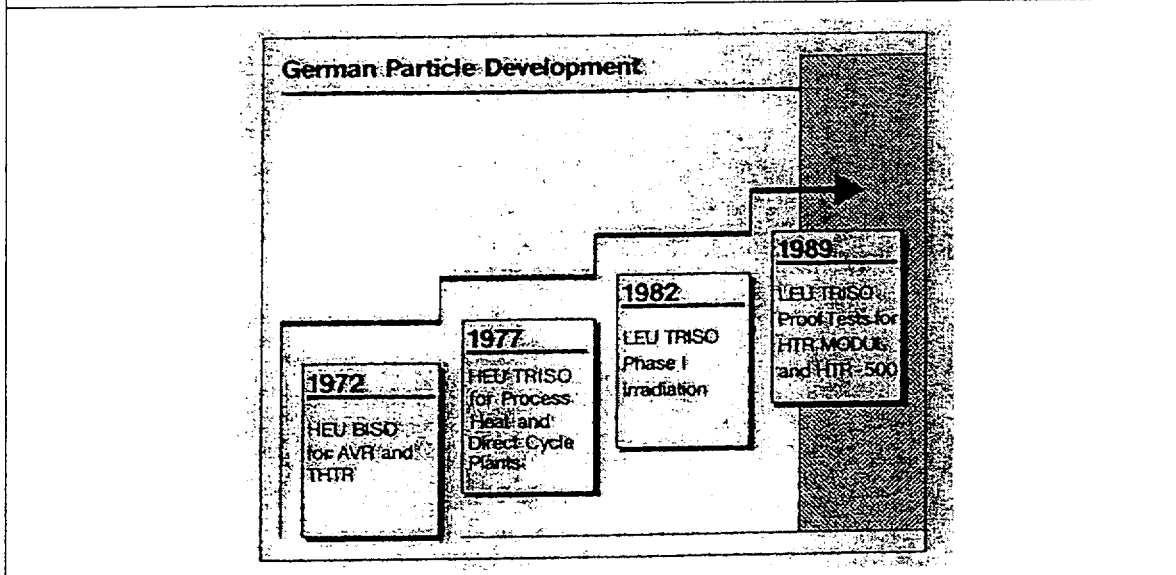 German Particle Development
1972
HEU BISO
for AVR and
THTR
1977
HEU TRISO
for Process
Heat and
Direct Cycle
Plants
1982
LEU TRISO
Phase I
Irradiation
1989
LEU TRISO
Proof Tests for
HTR MODUL
and HTR-500